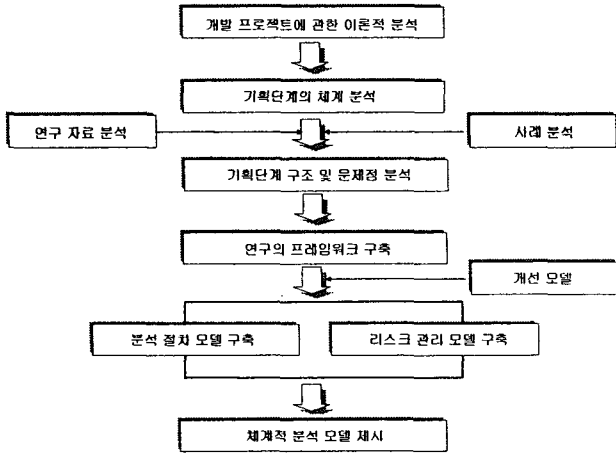 개발 프로젝트에 관한 이론적 분석
기획단계의 체계 분석
연구 자료 분석
사례 분석
기획단계 구조 및 문제점 분석
연구의 프레임워크 구축
개선 모델
분석 절차 모델 구축
리스크 관리 모델 구축
체계적 분석 모델 제시